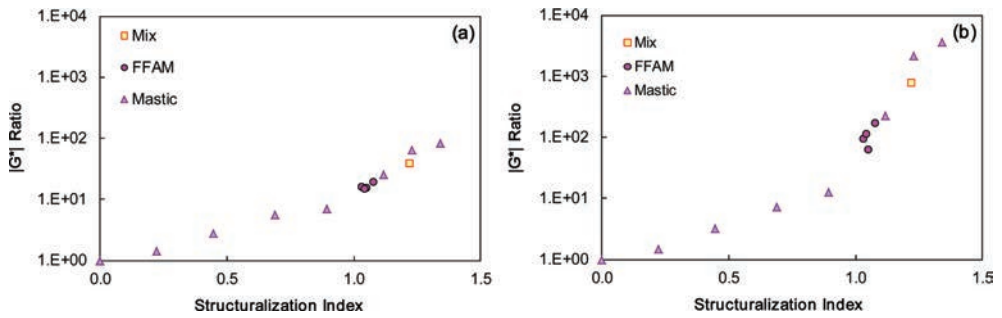 1.E+04
(a)
Mix
1.E+03
FFAM
Mastic
1.E+02
|G*| Ratio
1.E+01
1.E+00
0.0 0.5 1.0 1.5
Structuralization Index
1.E+04
(b)
Mix
1.E+03
FFAM
Mastic
1.E+02
|G*| Ratio
1.E+01
1.E+00
0.0 0.5 1.0 1.5
Structuralization Index